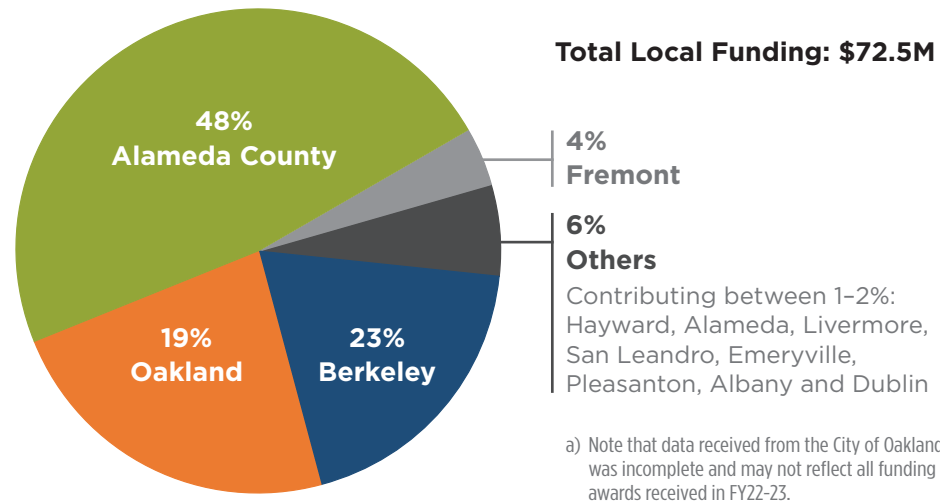 Total Local Funding: $72.5M
48%
Alameda County
4%
Fremont
6%
Others
Contributing between 1–2%:
Hayward, Alameda, Livermore,
San Leandro, Emeryville,
Pleasanton, Albany and Dublin
19%
Oakland
23%
Berkeley
a) Note that data received from the City of Oakland
was incomplete and may not reflect all funding
awards received in FY22-23.